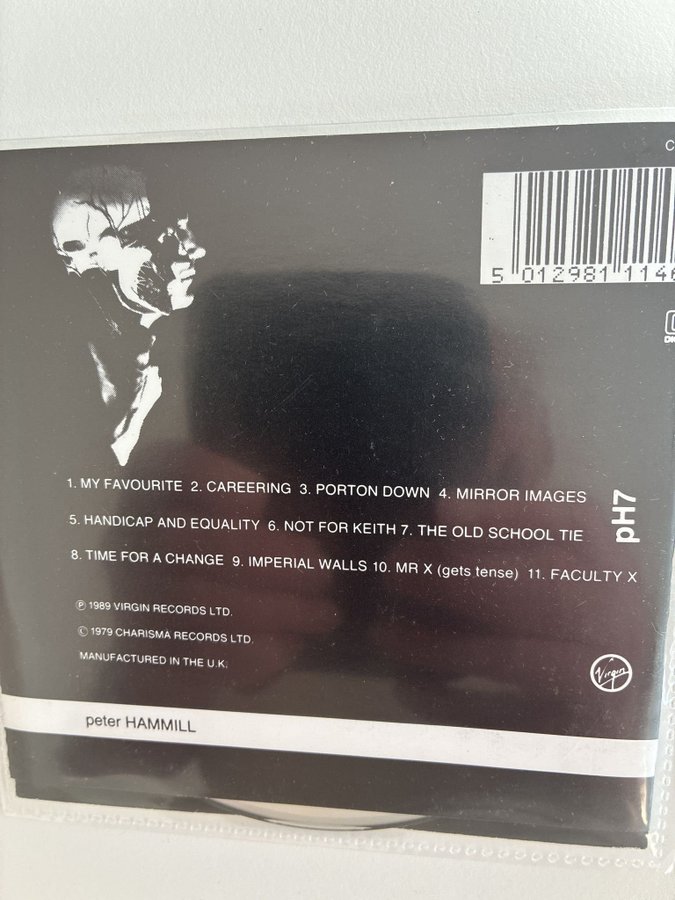 C
5 012981 1146
1. MY FAVOURITE 2. CAREERING 3. PORTON DOWN 4. MIRROR IMAGES
5. HANDICAP AND EQUALITY 6. NOT FOR KEITH 7. THE OLD SCHOOL TIE
8. TIME FOR A CHANGE 9. IMPERIAL WALLS 10. MR X (gets tense) 11. FACULTY X
pH7
Ⓟ 1989 VIRGIN RECORDS LTD.
© 1979 CHARISMA RECORDS LTD.
MANUFACTURED IN THE U.K.
Virgin
peter HAMMILL